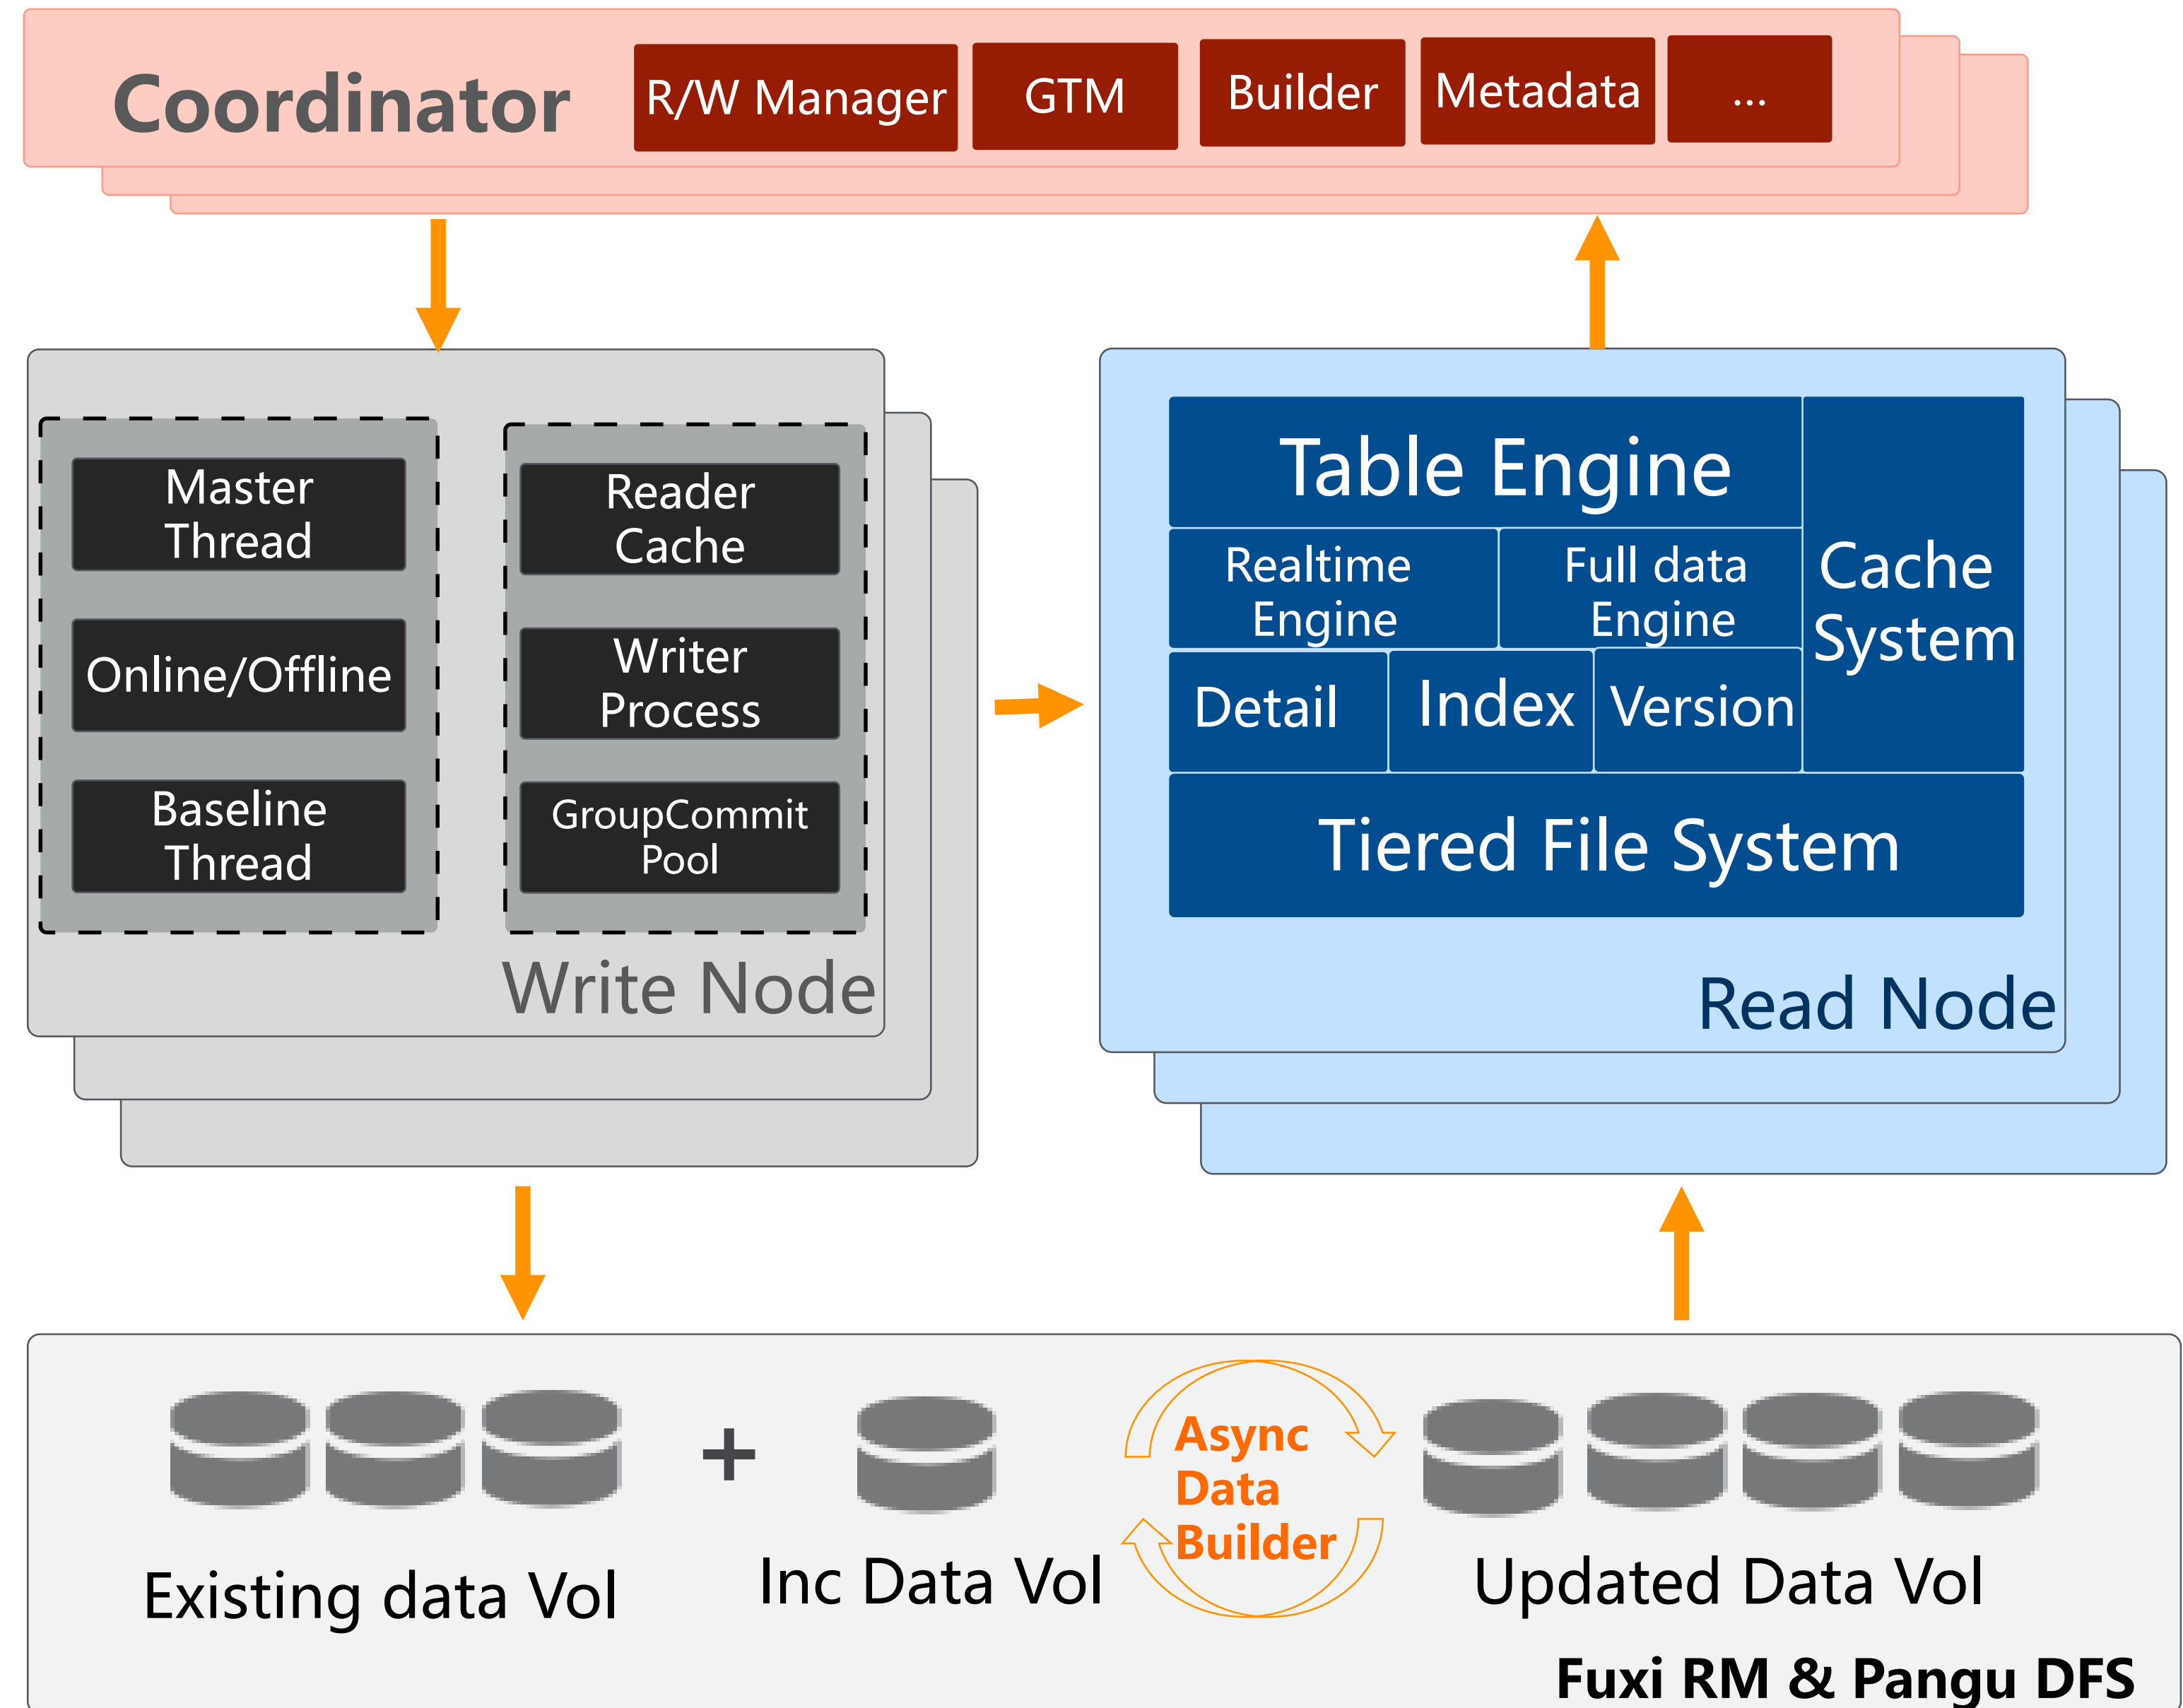 Coordinator
R/W Manager
GTM
Builder
Metadata
...
Master
Thread
Online/Offline
Baseline
Thread
Reader
Cache
Writer
Process
GroupCommit
Pool
Write Node
Table Engine
Realtime
Engine
Full data
Engine
Cache
System
Detail
Index
Version
Tiered File System
Read Node
Existing data Vol
+
Inc Data Vol
Async
Data
Builder
Updated Data Vol
Fuxi RM & Pangu DFS